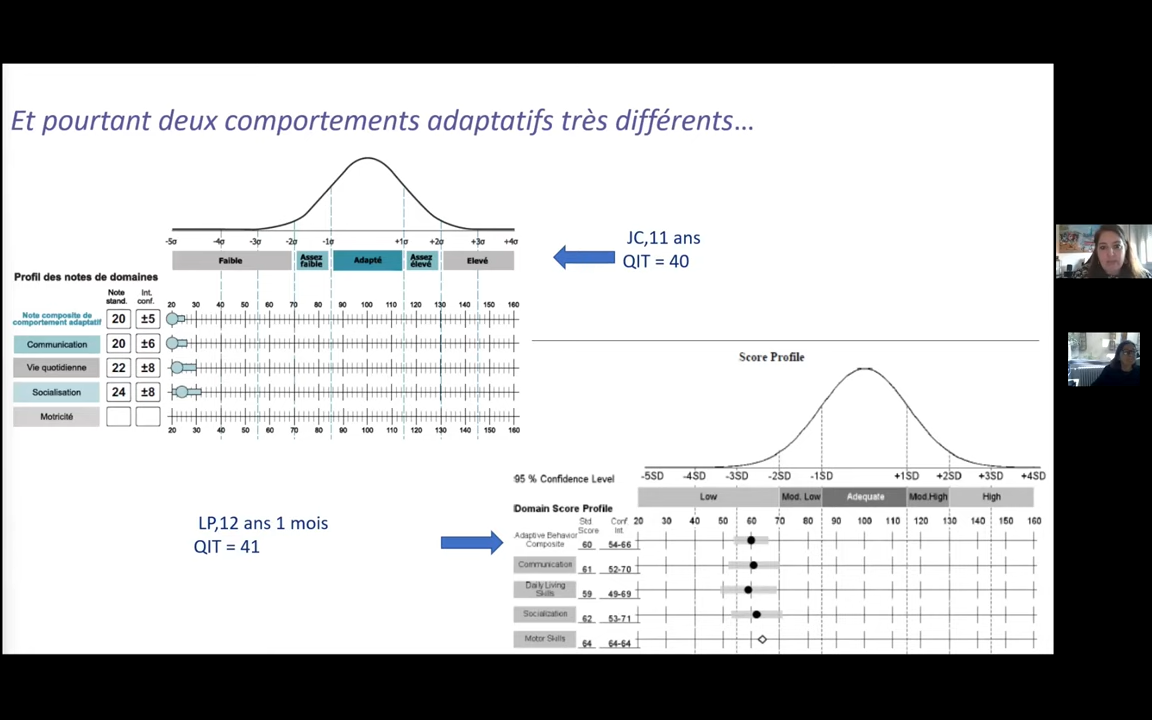 Et pourtant deux comportements adaptatifs très différents...
-5σ -4σ -3σ -2σ -1σ +1σ +2σ +3σ +4σ
Faible Assez faible Adapté Assez élevé Elevé
JC,11 ans
QIT = 40
Profil des notes de domaines
Note stand. Int. conf. 20 30 40 50 60 70 80 90 100 110 120 130 140 150 160
Note composite de comportement adaptatif 20 ±5
Communication 20 ±6
Vie quotidienne 22 ±8
Socialisation 24 ±8
Motricité
20 30 40 50 60 70 80 90 100 110 120 130 140 150 160
Score Profile
95 % Confidence Level -5SD -4SD -3SD -2SD -1SD +1SD +2SD +3SD +4SD
Low Mod. Low Adequate Mod.High High
LP,12 ans 1 mois
QIT = 41
Domain Score Profile
Std Score Conf Int. 20 30 40 50 60 70 80 90 100 110 120 130 140 150 160
Adaptive Behavior Composite 60 54-66
Communication 61 52-70
Daily Living Skills 59 49-69
Socialization 62 53-71
Motor Skills 64 64-64